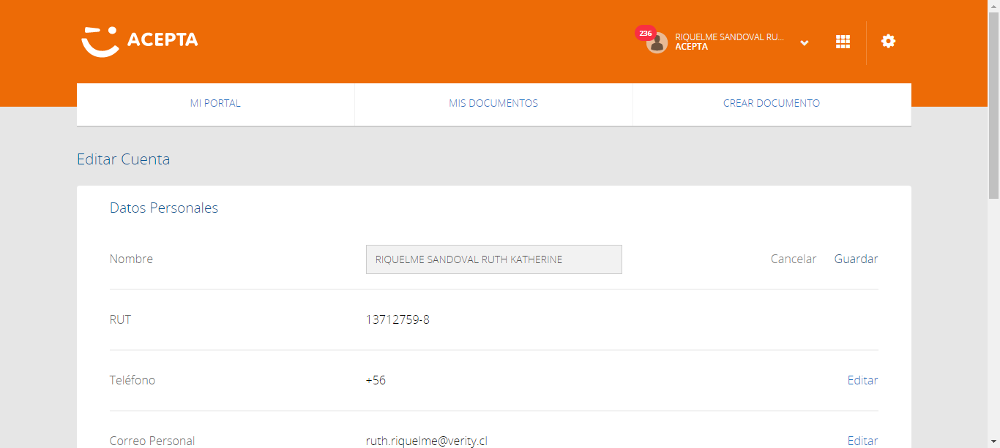 ACEPTA
236
RIQUELME SANDOVAL RU...
ACEPTA
MI PORTAL
MIS DOCUMENTOS
CREAR DOCUMENTO
Editar Cuenta
Datos Personales
Nombre
RIQUELME SANDOVAL RUTH KATHERINE
Cancelar
Guardar
RUT
13712759-8
Teléfono
+56
Editar
Correo Personal
ruth.riquelme@verity.cl
Editar